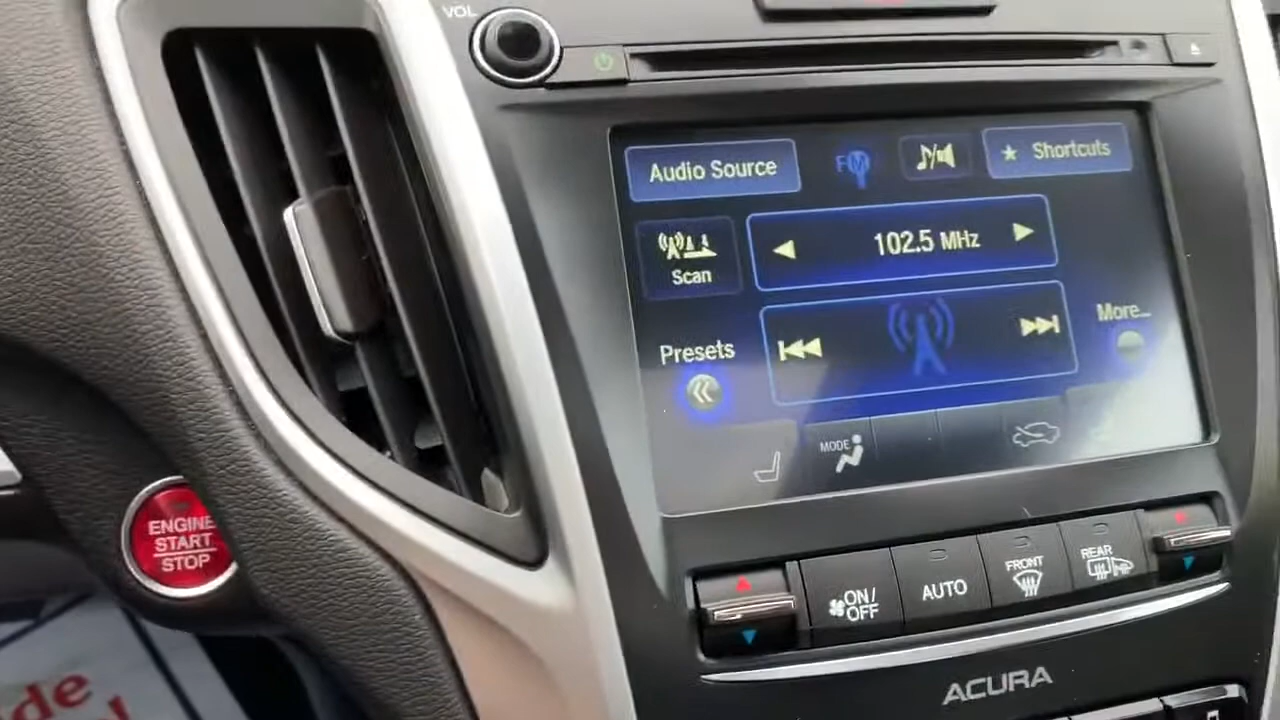 VOL
Audio Source
FM
Shortcuts
102.5 MHz
Scan
Presets
More...
MODE
ENGINE
START
STOP
ON/
OFF
AUTO
FRONT
REAR
ACURA
de